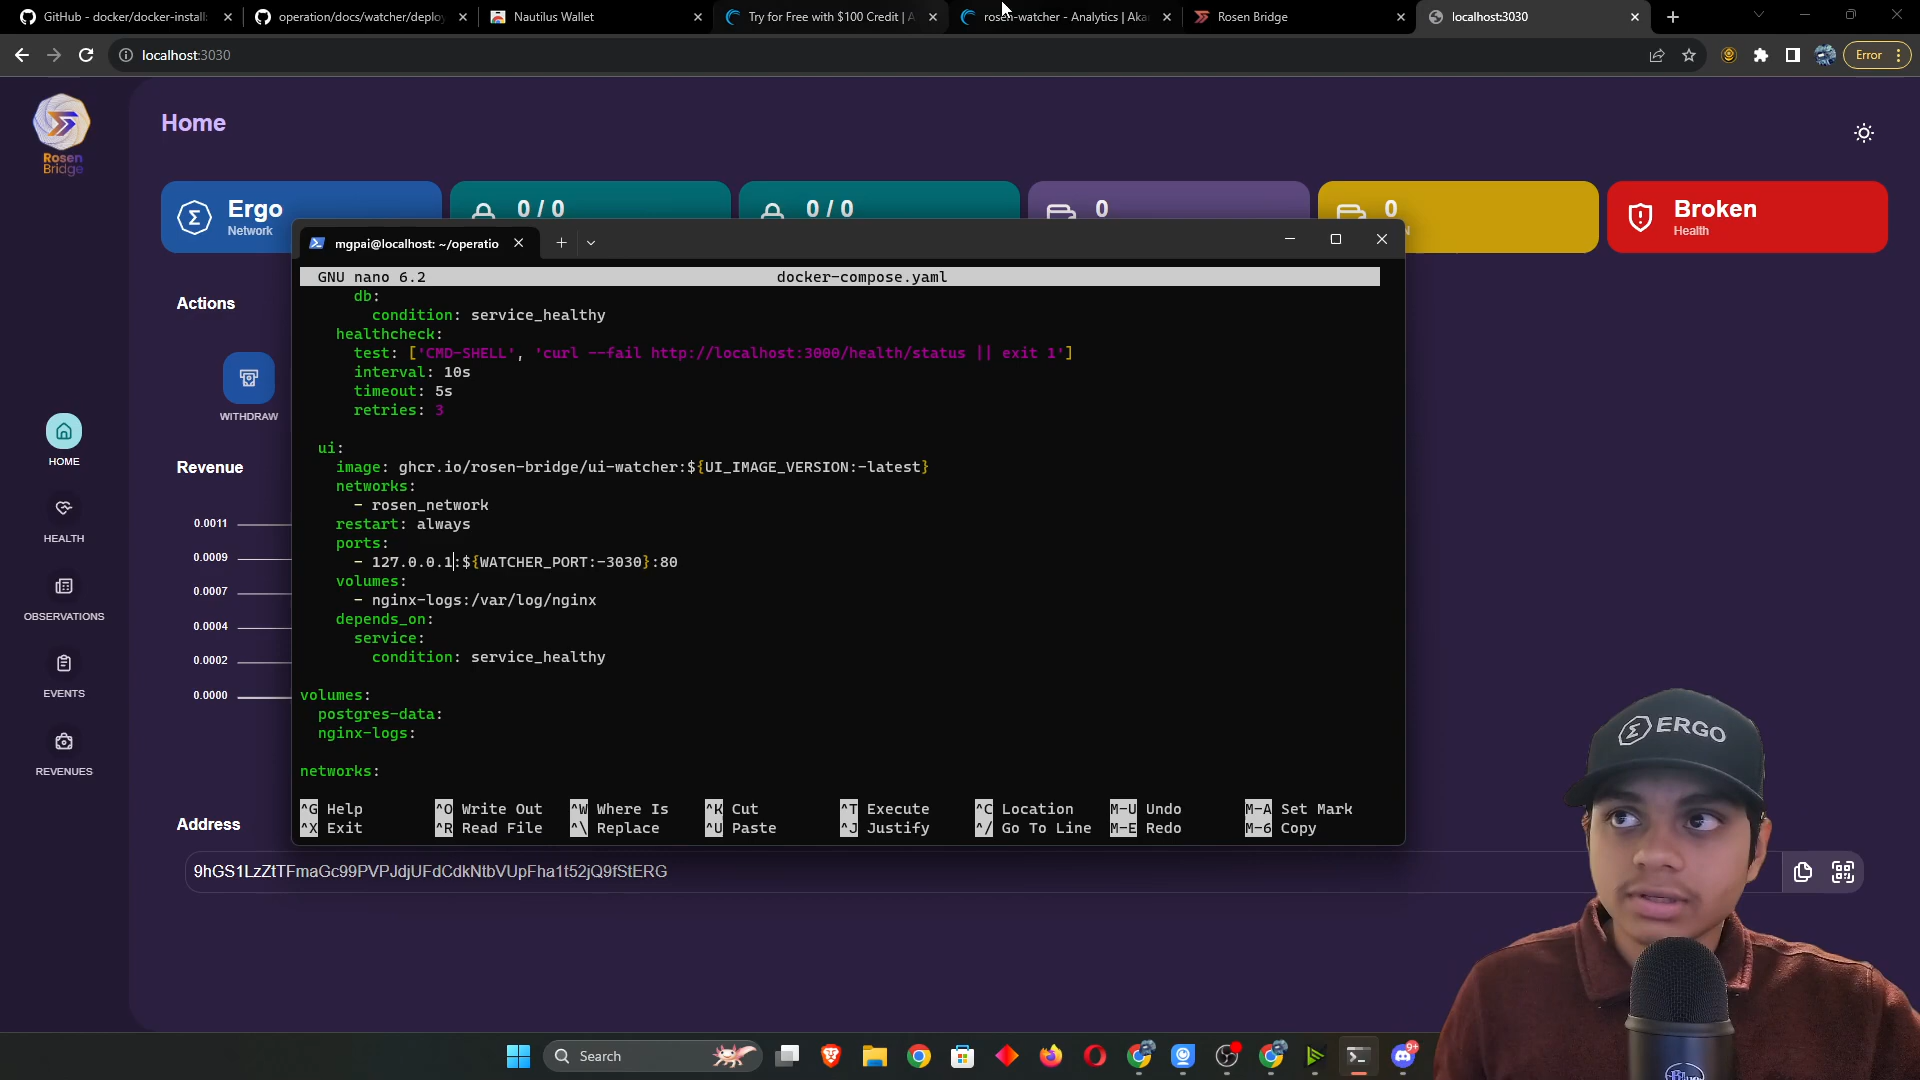 GitHub - docker/docker-install:
operation/docs/watcher/deploy
Nautilus Wallet
Try for Free with $100 Credit | A
rosen-watcher - Analytics | Aka
Rosen Bridge
localhost:3030
localhost:3030
Error
Rosen
Bridge
Home
Ergo
Network
0 / 0
0 / 0
0
0
N
Broken
Health
Actions
WITHDRAW
Revenue
0.0011
0.0009
0.0007
0.0004
0.0002
0.0000
HOME
HEALTH
OBSERVATIONS
EVENTS
REVENUES
mgpai@localhost: ~/operatio
GNU nano 6.2 docker-compose.yaml
db:
condition: service_healthy
healthcheck:
test: ['CMD-SHELL', 'curl --fail http://localhost:3000/health/status || exit 1']
interval: 10s
timeout: 5s
retries: 3
ui:
image: ghcr.io/rosen-bridge/ui-watcher:${UI_IMAGE_VERSION:-latest}
networks:
- rosen_network
restart: always
ports:
- 127.0.0.1:${WATCHER_PORT:-3030}:80
volumes:
- nginx-logs:/var/log/nginx
depends_on:
service:
condition: service_healthy
volumes:
postgres-data:
nginx-logs:
networks:
^G Help ^O Write Out ^W Where Is ^K Cut ^T Execute ^C Location M-U Undo M-A Set Mark
^X Exit ^R Read File ^\ Replace ^U Paste ^J Justify ^/ Go To Line M-E Redo M-6 Copy
Address
9hGS1LzZtTFmaGc99PVPJdjUFdCdkNtbVUpFha1t52jQ9fStERG
Σ ERGO
Search
9+
Blue